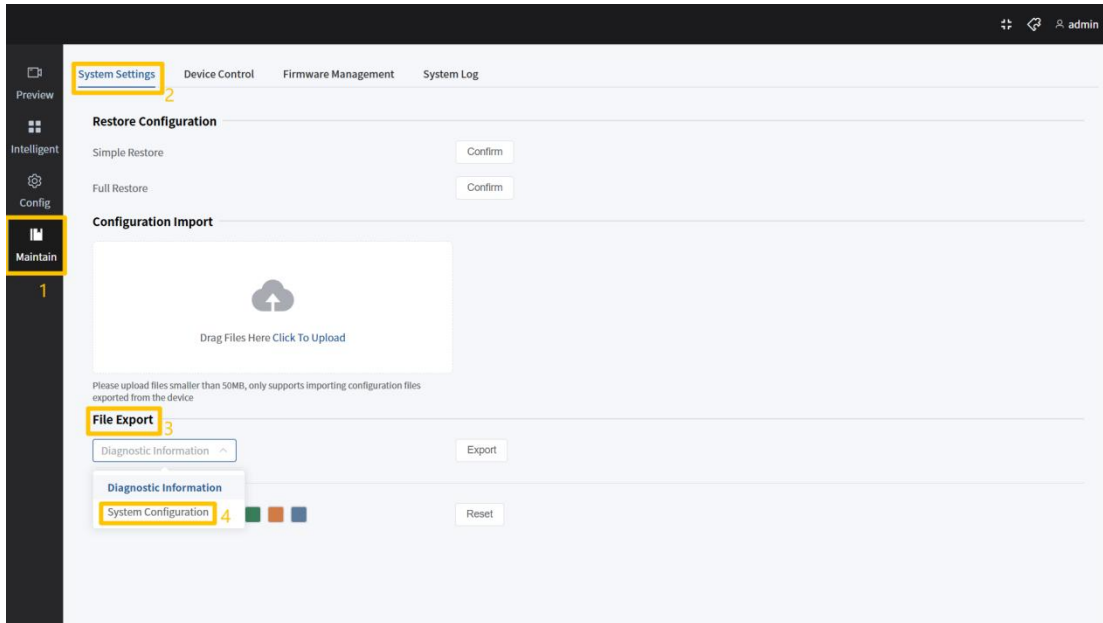 admin
System Settings Device Control Firmware Management System Log
2
Preview
Intelligent
Config
Maintain
1
Restore Configuration
Simple Restore Confirm
Full Restore Confirm
Configuration Import
Drag Files Here Click To Upload
Please upload files smaller than 50MB, only supports importing configuration files
exported from the device
File Export
3
Diagnostic Information Export
Diagnostic Information
System Configuration 4
Reset